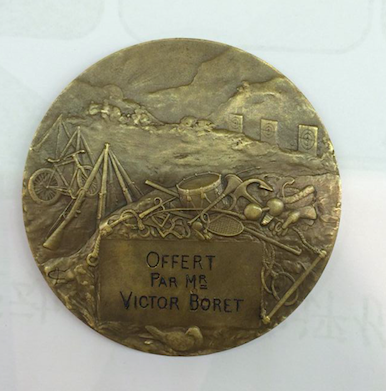 OFFERT
PAR MR
VICTOR BORET